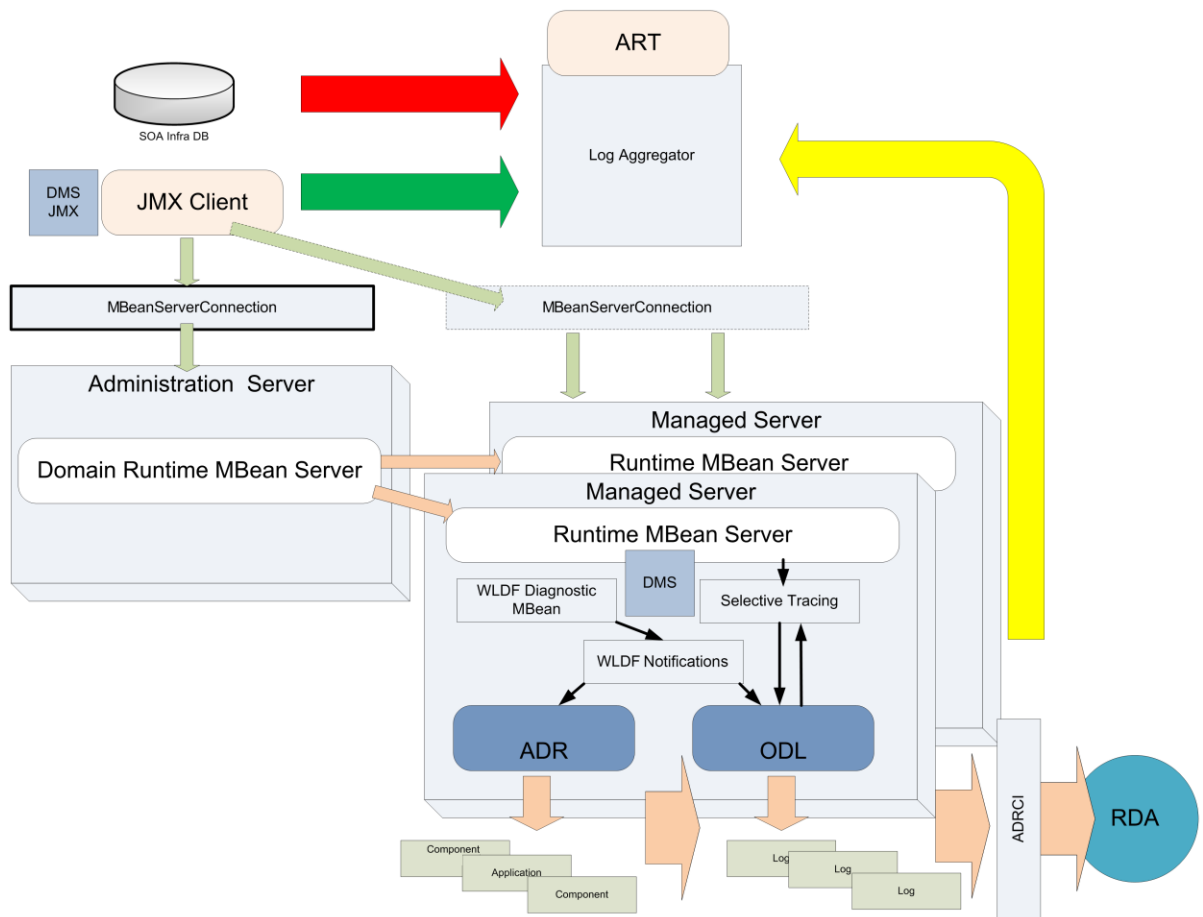 ART
SOA Infra DB
Log Aggregator
DMS
JMX
JMX Client
MBeanServerConnection
MBeanServerConnection
Administration Server
Managed Server
Domain Runtime MBean Server
Runtime MBean Server
Managed Server
Runtime MBean Server
DMS
WLDF Diagnostic
MBean
Selective Tracing
WLDF Notifications
ADR
ODL
ADRCI
RDA
Component
Application
Component
Log
Log
Log